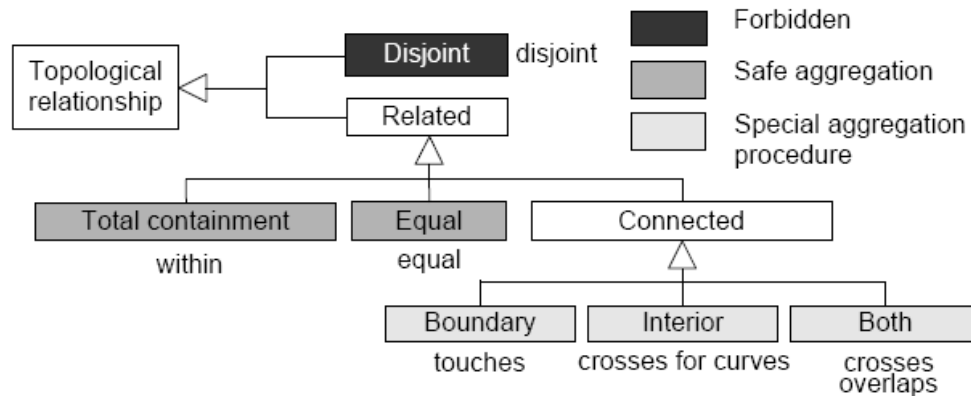 Topological
relationship
Disjoint
disjoint
Related
Forbidden
Safe aggregation
Special aggregation
procedure
Total containment
within
Equal
equal
Connected
Boundary
touches
Interior
crosses for curves
Both
crosses
overlaps